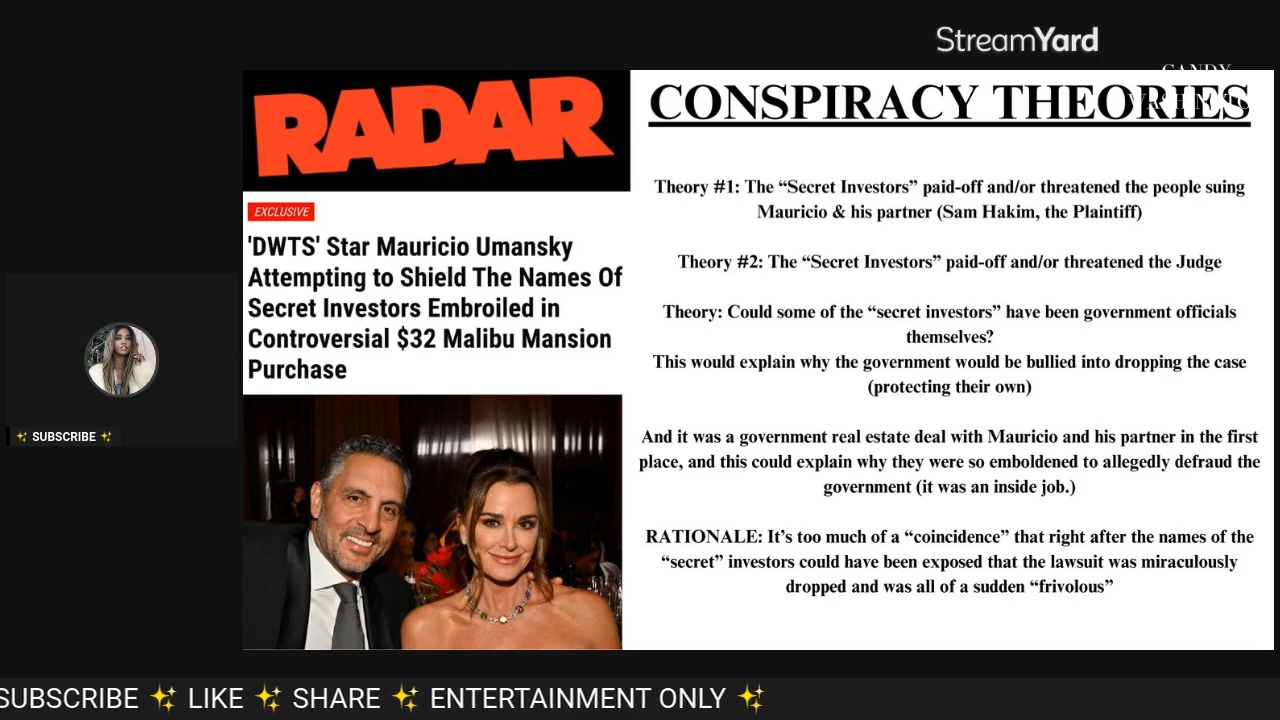 StreamYard
CANDY
RADAR
EXCLUSIVE
'DWTS' Star Mauricio Umansky
Attempting to Shield The Names Of
Secret Investors Embroiled in
Controversial $32 Malibu Mansion
Purchase
CONSPIRACY THEORIES
Theory #1: The “Secret Investors” paid-off and/or threatened the people suing
Mauricio & his partner (Sam Hakim, the Plaintiff)
Theory #2: The “Secret Investors” paid-off and/or threatened the Judge
Theory: Could some of the “secret investors” have been government officials
themselves?
This would explain why the government would be bullied into dropping the case
(protecting their own)
And it was a government real estate deal with Mauricio and his partner in the first
place, and this could explain why they were so emboldened to allegedly defraud the
government (it was an inside job.)
RATIONALE: It’s too much of a “coincidence” that right after the names of the
“secret” investors could have been exposed that the lawsuit was miraculously
dropped and was all of a sudden “frivolous”
✨ SUBSCRIBE ✨
SUBSCRIBE ✨ LIKE ✨ SHARE ✨ ENTERTAINMENT ONLY ✨